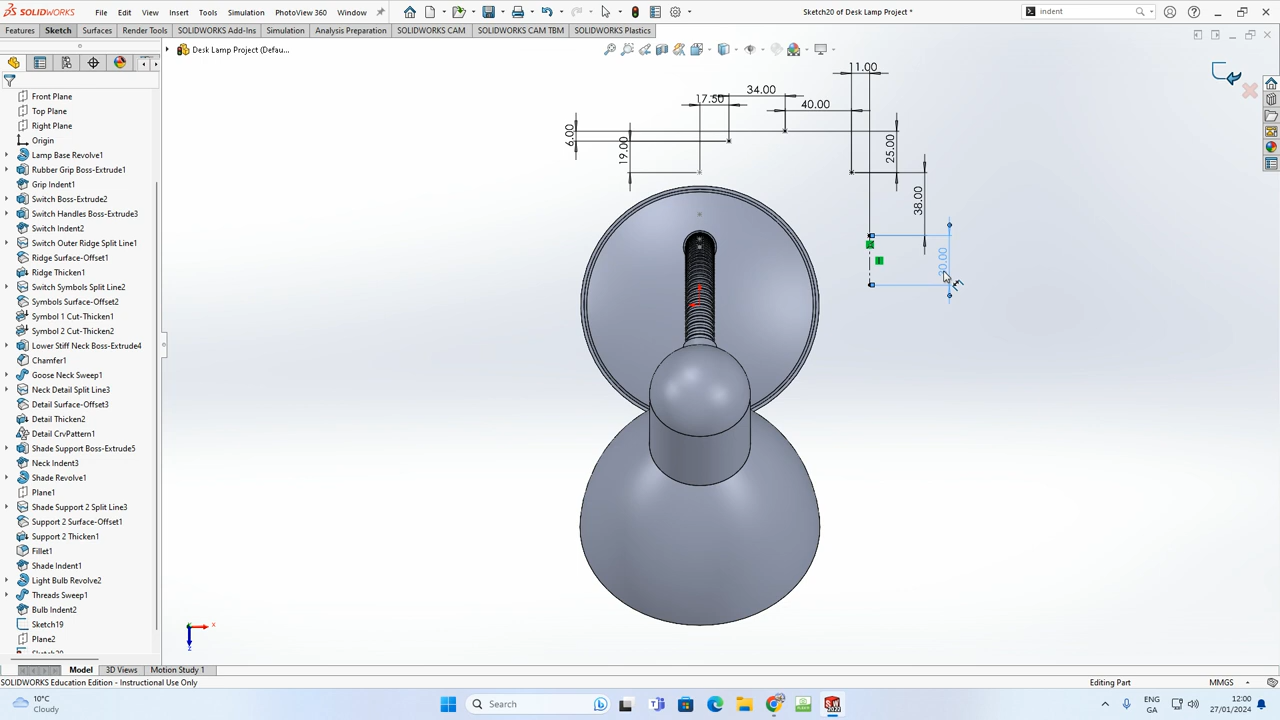 SOLIDWORKS File Edit View Insert Tools Simulation PhotoView 360 Window Sketch20 of Desk Lamp Project * indent
Features Sketch Surfaces Render Tools SOLIDWORKS Add-Ins Simulation Analysis Preparation SOLIDWORKS CAM SOLIDWORKS CAM TBM SOLIDWORKS Plastics
Desk Lamp Project (Defau...
Front Plane
Top Plane
Right Plane
Origin
Lamp Base Revolve1
Rubber Grip Boss-Extrude1
Grip Indent1
Switch Boss-Extrude2
Switch Handles Boss-Extrude3
Switch Indent2
Switch Outer Ridge Split Line1
Ridge Surface-Offset1
Ridge Thicken1
Switch Symbols Split Line2
Symbols Surface-Offset2
Symbol 1 Cut-Thicken1
Symbol 2 Cut-Thicken2
Lower Stiff Neck Boss-Extrude4
Chamfer1
Goose Neck Sweep1
Neck Detail Split Line3
Detail Surface-Offset3
Detail Thicken2
Detail CrvPattern1
Shade Support Boss-Extrude5
Neck Indent3
Shade Revolve1
Plane1
Shade Support 2 Split Line3
Support 2 Surface-Offset1
Support 2 Thicken1
Fillet1
Shade Indent1
Light Bulb Revolve2
Threads Sweep1
Bulb Indent2
Sketch19
Plane2
Sketch20
11.00
34.00
17.50
40.00
6.00
19.00
25.00
38.00
x
z
Model 3D Views Motion Study 1
SOLIDWORKS Education Edition - Instructional Use Only Editing Part MMGS
10°C
Cloudy
Search
ENG
GA
12:00
27/01/2024